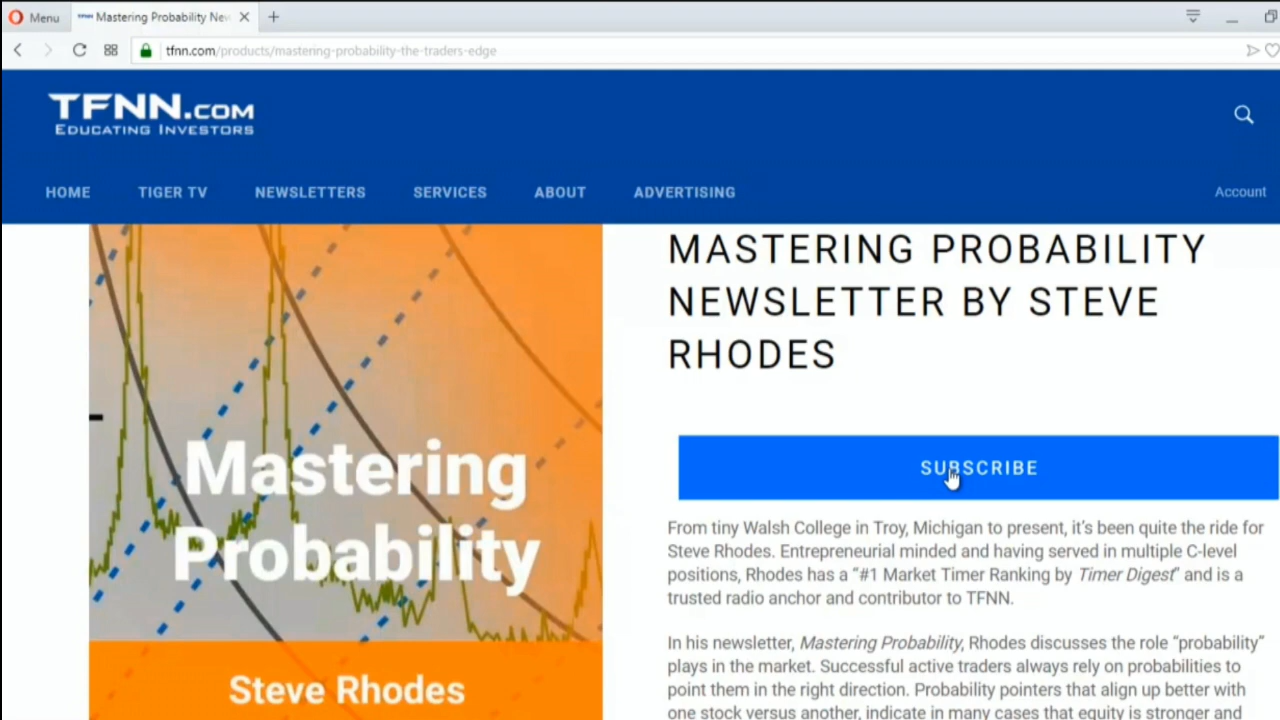 Menu
Mastering Probability New
tfnn.com/products/mastering-probability-the-traders-edge
TFNN.COM
EDUCATING INVESTORS
HOME TIGER TV NEWSLETTERS SERVICES ABOUT ADVERTISING Account
Mastering
Probability
Steve Rhodes
MASTERING PROBABILITY
NEWSLETTER BY STEVE
RHODES
SUBSCRIBE
From tiny Walsh College in Troy, Michigan to present, it's been quite the ride for
Steve Rhodes. Entrepreneurial minded and having served in multiple C-level
positions, Rhodes has a “#1 Market Timer Ranking by Timer Digest” and is a
trusted radio anchor and contributor to TFNN.
In his newsletter, Mastering Probability, Rhodes discusses the role “probability”
plays in the market. Successful active traders always rely on probabilities to
point them in the right direction. Probability pointers that align up better with
one stock versus another, indicate in many cases that equity is stronger and